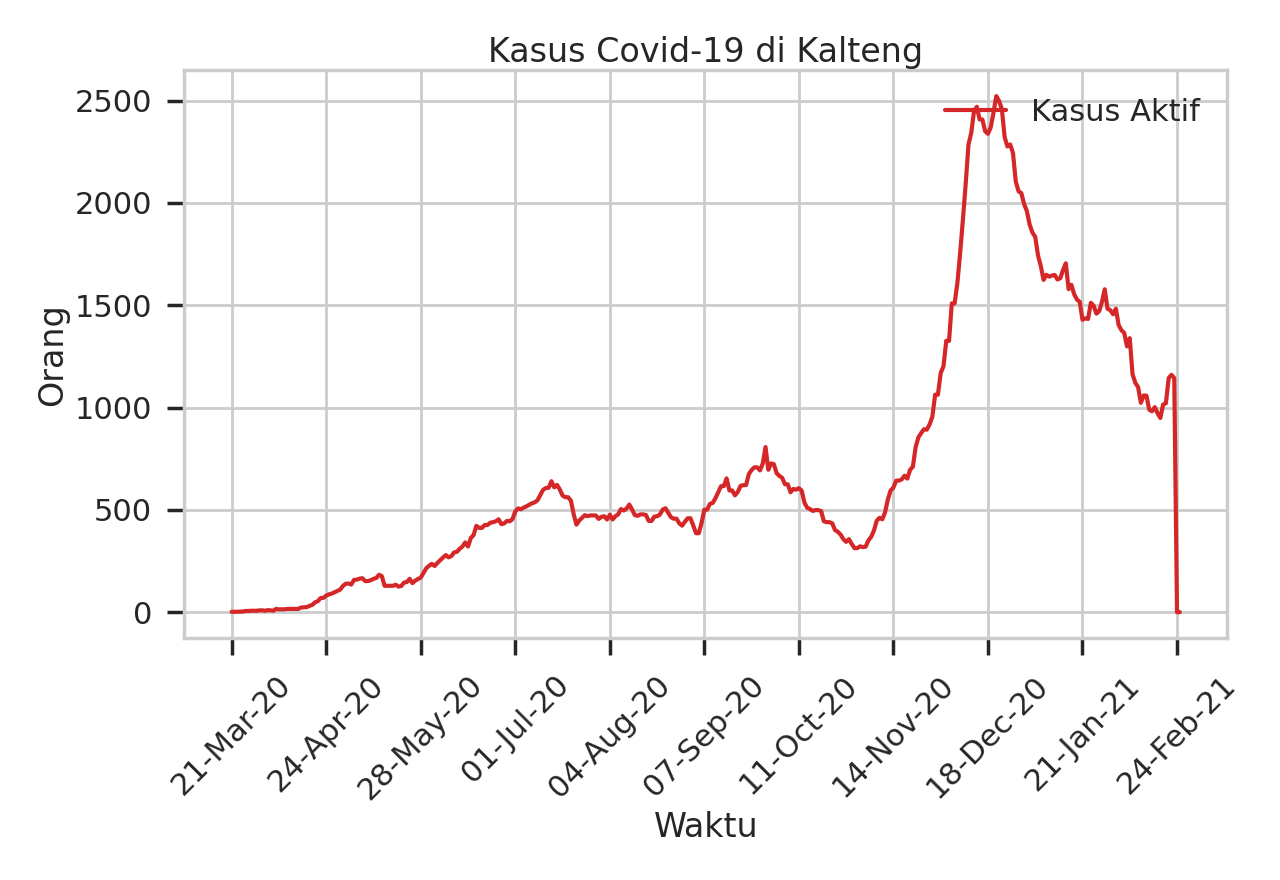 Kasus Covid-19 di Kalteng
Kasus Aktif
Orang
2500
2000
1500
1000
500
0
21-Mar-20
24-Apr-20
28-May-20
01-Jul-20
04-Aug-20
07-Sep-20
11-Oct-20
14-Nov-20
18-Dec-20
21-Jan-21
24-Feb-21
Waktu